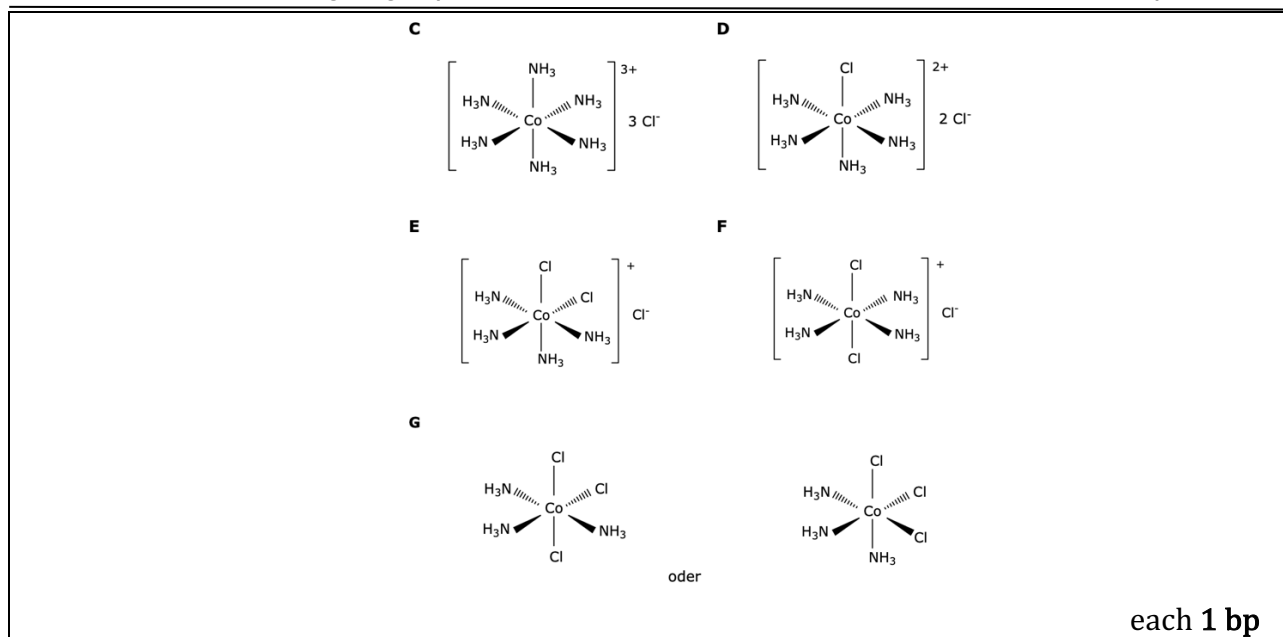 C
D
NH₃
H₃N NH₃
Co
H₃N NH₃
NH₃
3+
3 Cl⁻
Cl
H₃N NH₃
Co
H₃N NH₃
NH₃
2+
2 Cl⁻
E
F
Cl
H₃N Cl
Co
H₃N NH₃
NH₃
+
Cl⁻
Cl
H₃N NH₃
Co
H₃N NH₃
Cl
+
Cl⁻
G
Cl
H₃N Cl
Co
H₃N NH₃
Cl
oder
Cl
H₃N Cl
Co
H₃N Cl
NH₃
each 1 bp